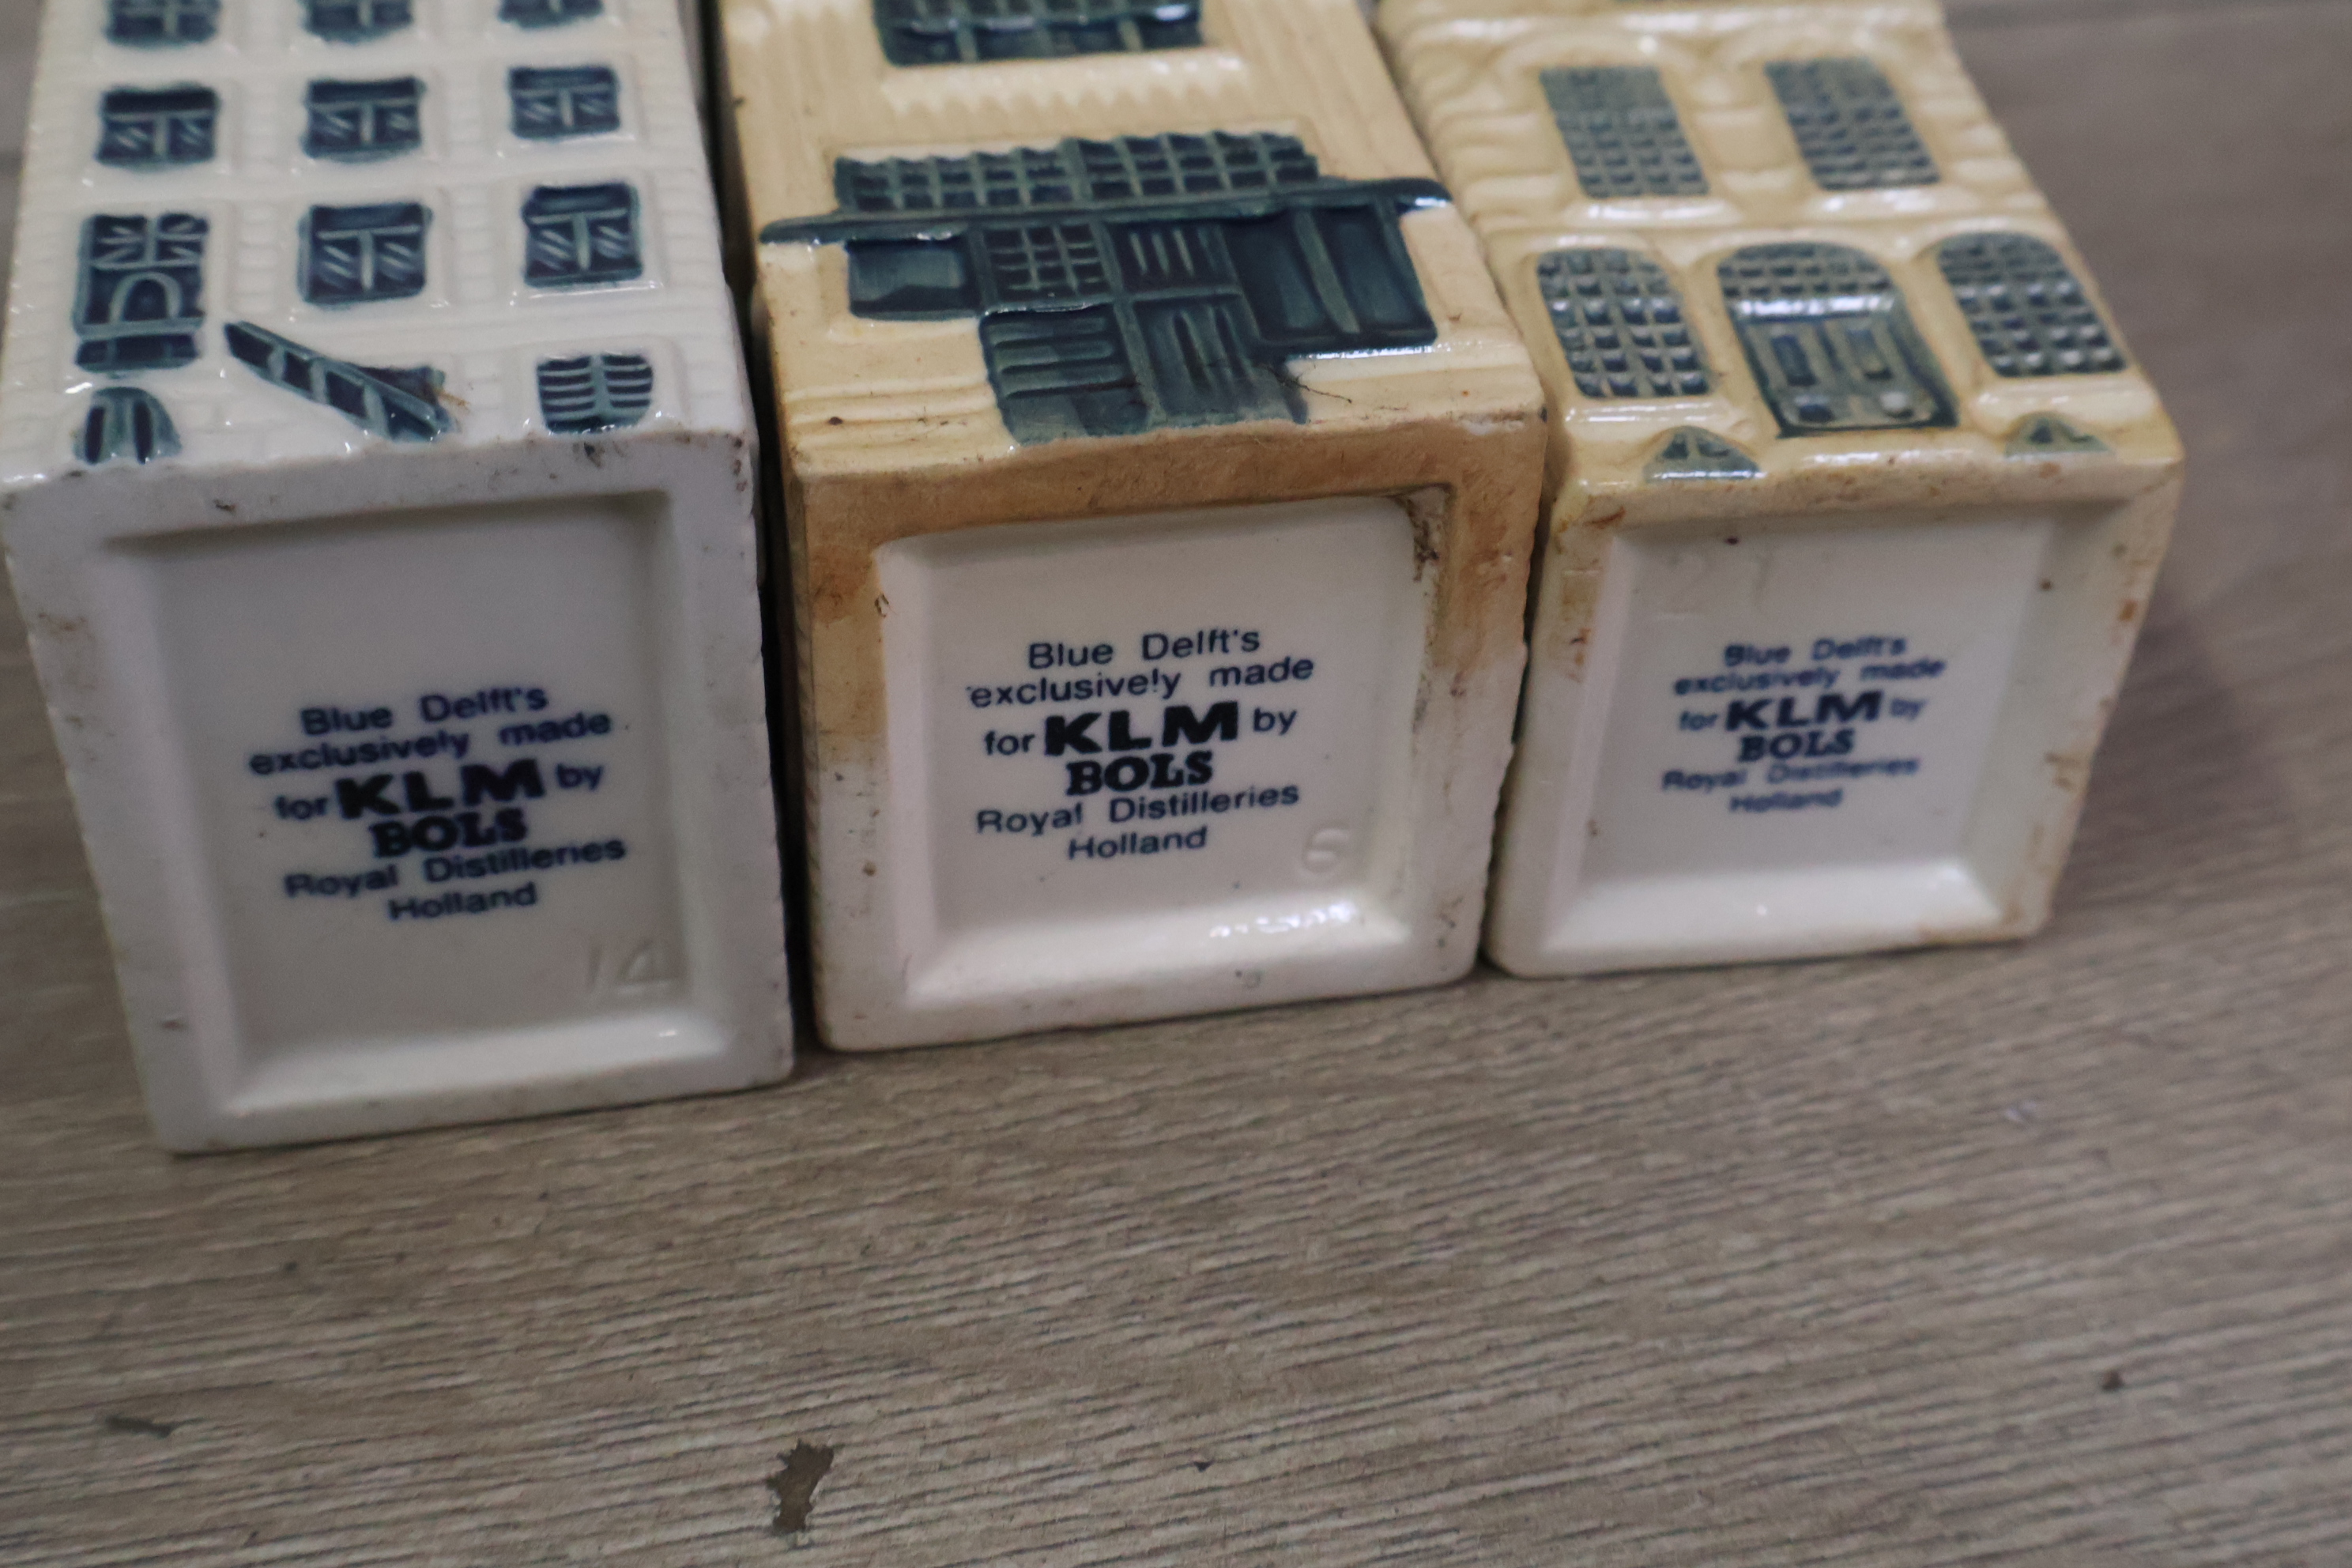 Blue Delft's
exclusively made
for KLM by
BOLS
Royal Distilleries
Holland
14
Blue Delft's
exclusively made
for KLM by
BOLS
Royal Distilleries
Holland
6
Blue Delft's
exclusively made
for KLM by
BOLS
Royal Distilleries
Holland